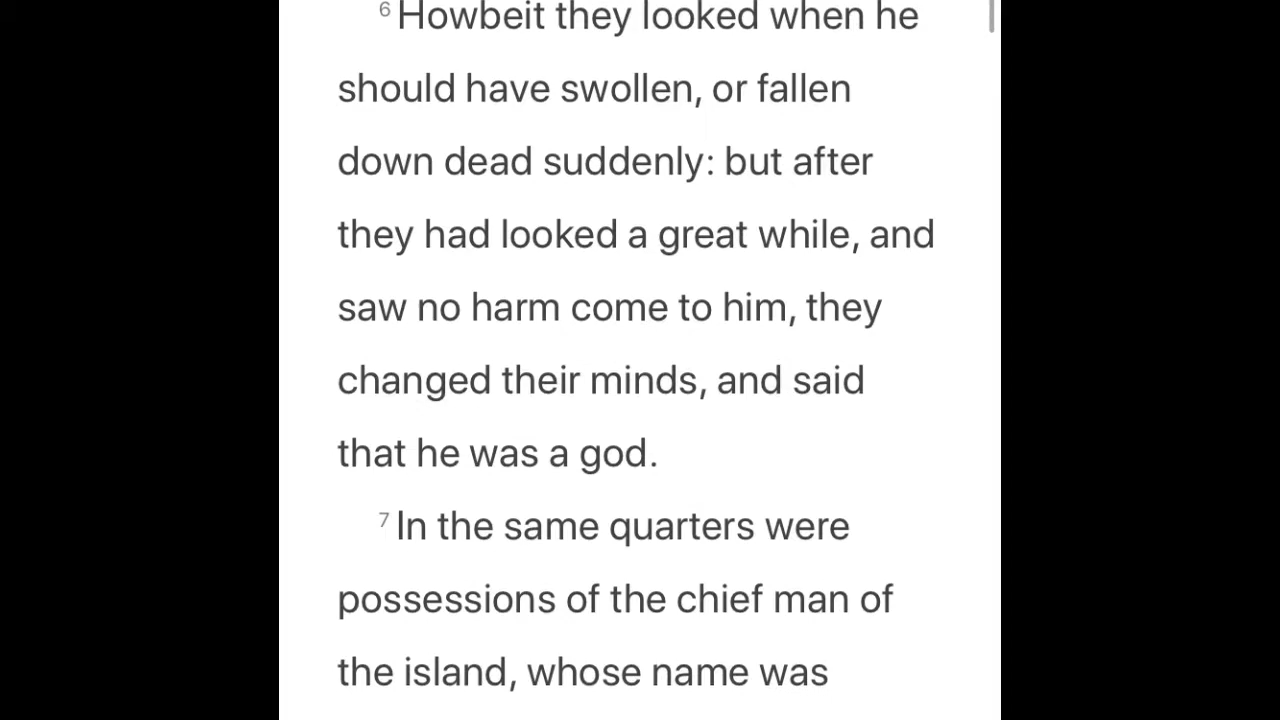 6 Howbeit they looked when he
should have swollen, or fallen
down dead suddenly: but after
they had looked a great while, and
saw no harm come to him, they
changed their minds, and said
that he was a god.
7 In the same quarters were
possessions of the chief man of
the island, whose name was